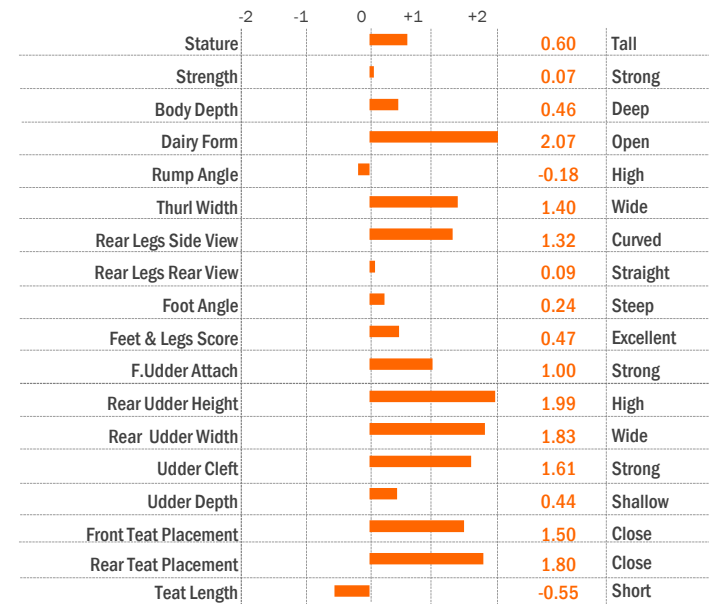 -2 -1 0 +1 +2
Stature 0.60 Tall
Strength 0.07 Strong
Body Depth 0.46 Deep
Dairy Form 2.07 Open
Rump Angle -0.18 High
Thurl Width 1.40 Wide
Rear Legs Side View 1.32 Curved
Rear Legs Rear View 0.09 Straight
Foot Angle 0.24 Steep
Feet & Legs Score 0.47 Excellent
F.Udder Attach 1.00 Strong
Rear Udder Height 1.99 High
Rear Udder Width 1.83 Wide
Udder Cleft 1.61 Strong
Udder Depth 0.44 Shallow
Front Teat Placement 1.50 Close
Rear Teat Placement 1.80 Close
Teat Length -0.55 Short